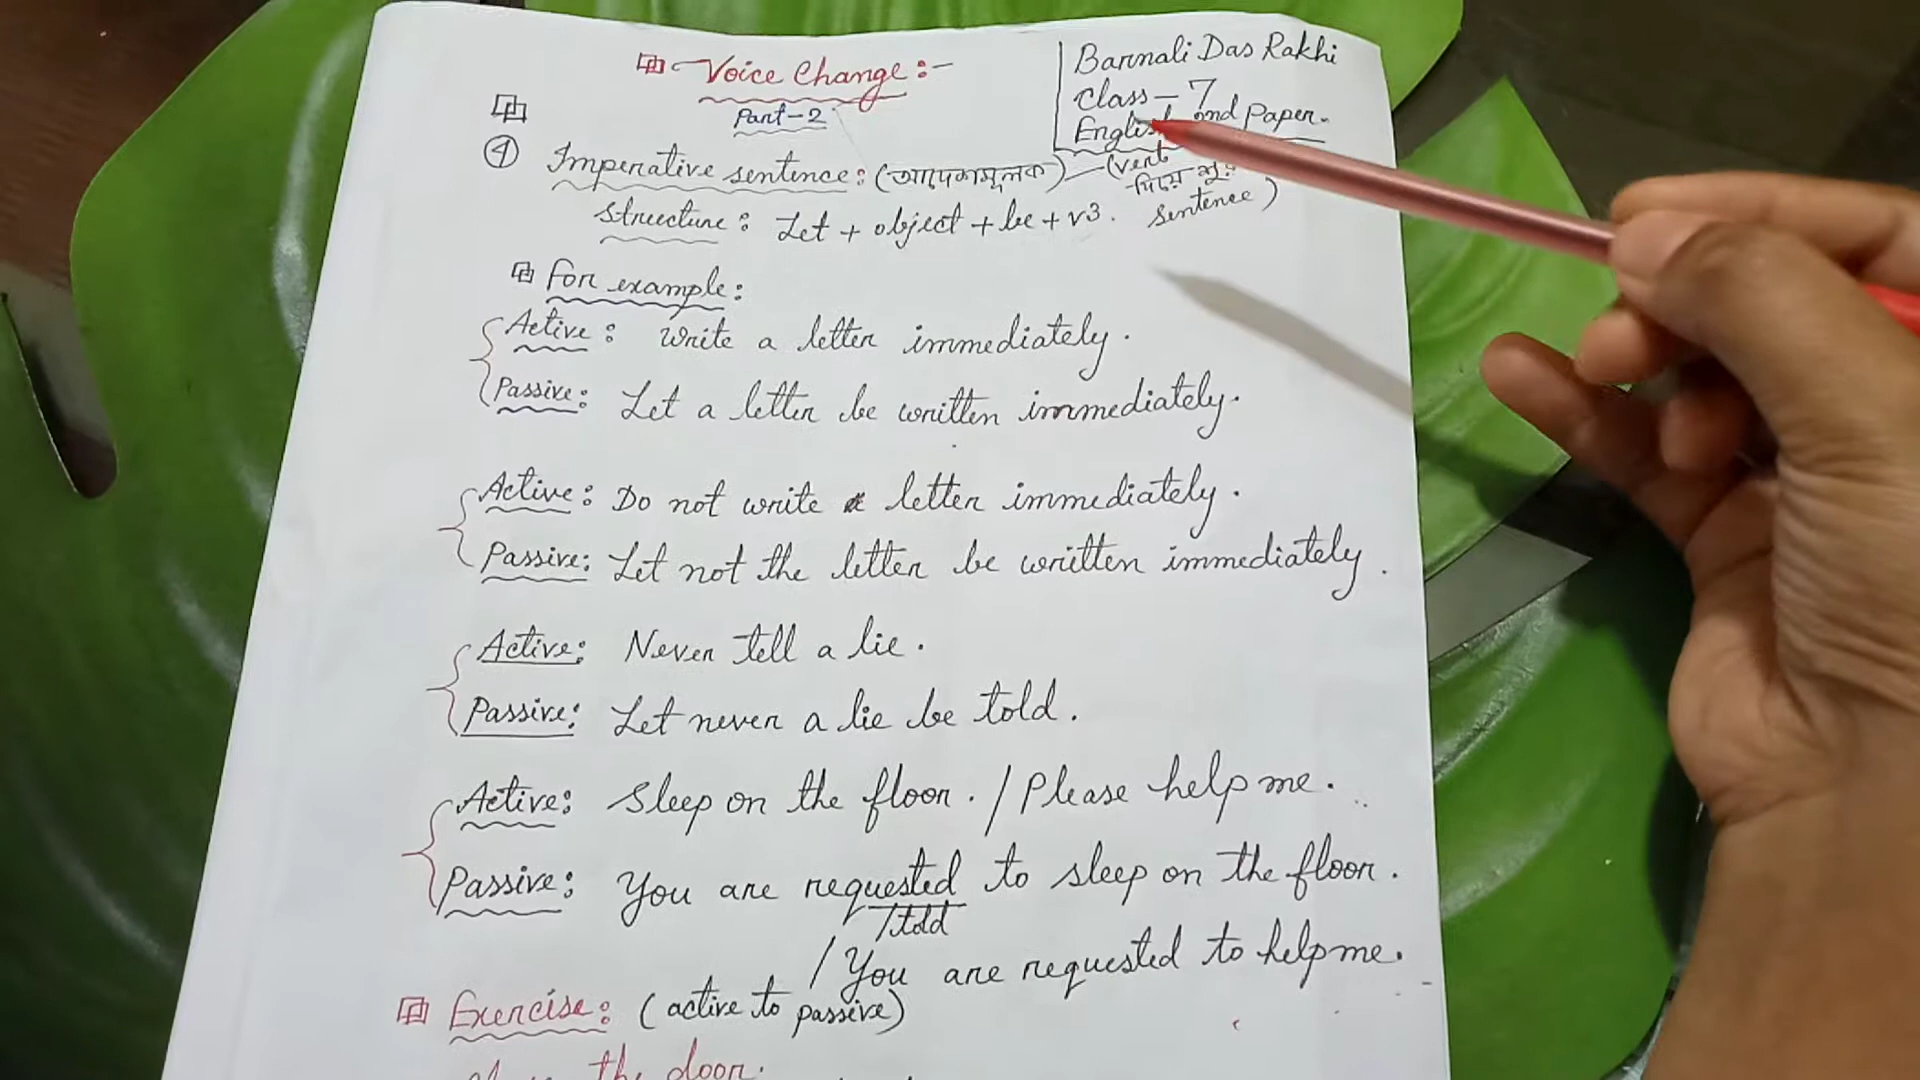 Voice Change:-
Part-2
Barnali Das Rakhi
Class-7
English 2nd Paper.
④ Imperative sentence: (আদেশমূলক) — (verb
দিয়ে শু
sentence)
Structure: Let + object + be + v3.
For example:
Active: Write a letter immediately.
Passive: Let a letter be written immediately.
Active: Do not write a letter immediately.
Passive: Let not the letter be written immediately.
Active: Never tell a lie.
Passive: Let never a lie be told.
Active: Sleep on the floor. / Please help me.
Passive: You are requested to sleep on the floor.
/told
/ You are requested to help me.
Exercise: (active to passive)
the door.